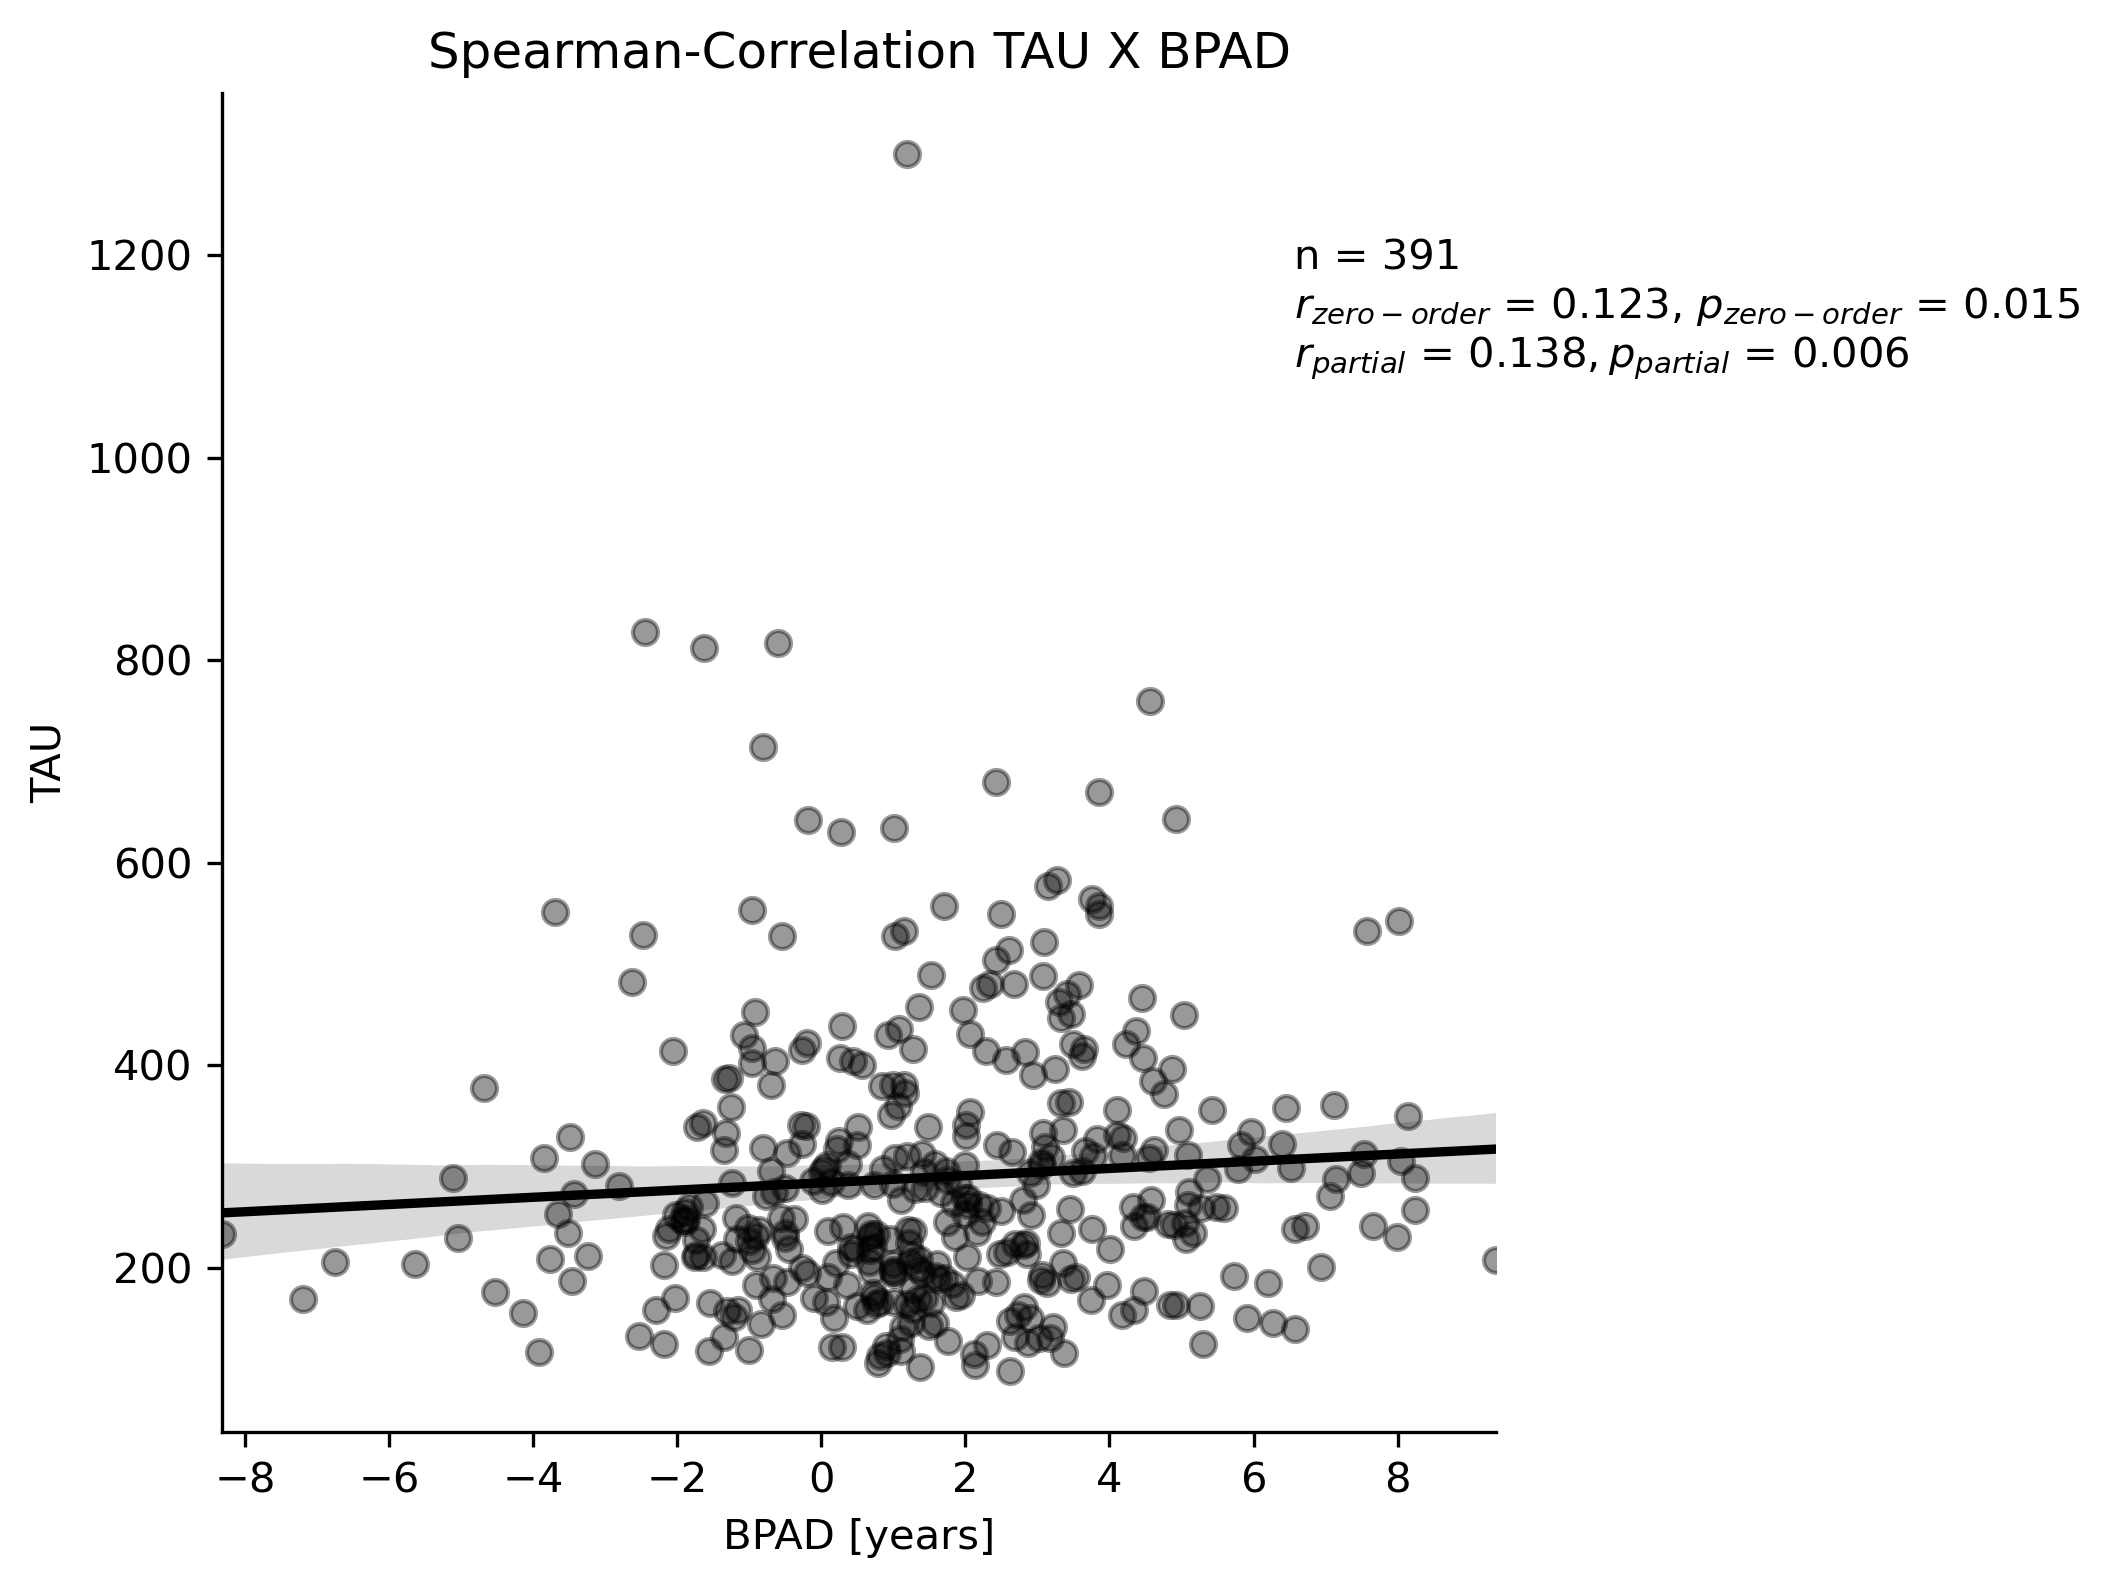 Spearman-Correlation TAU X BPAD
n = 391
r_zero-order = 0.123, p_zero-order = 0.015
r_partial = 0.138, p_partial = 0.006
1200
1000
800
600
400
200
TAU
−8 −6 −4 −2 0 2 4 6 8
BPAD [years]